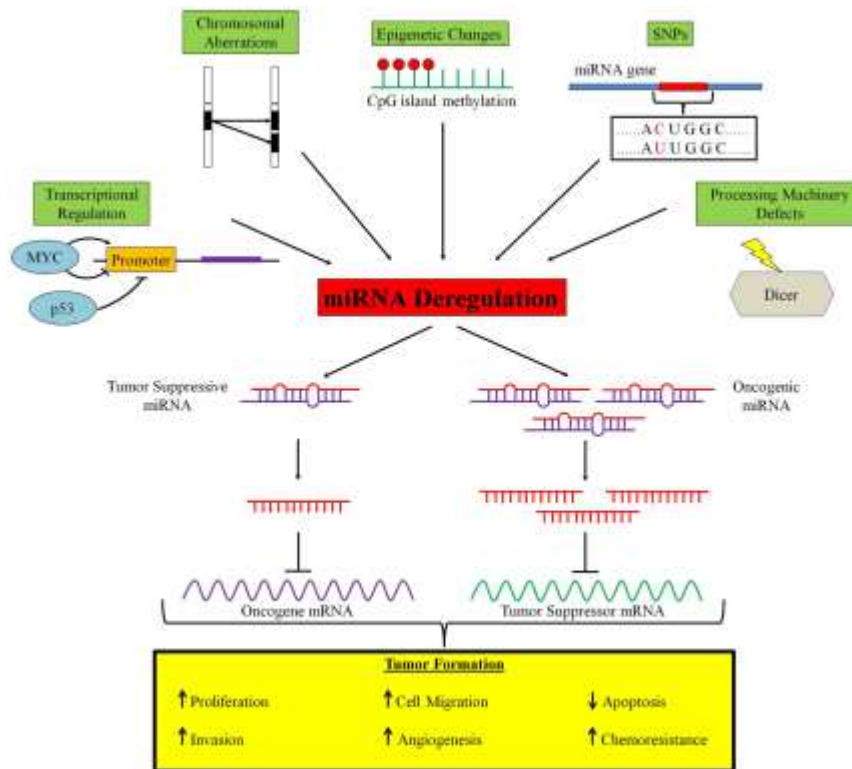 Chromosomal
Aberrations
Epigenetic Changes
CpG island methylation
SNPs
miRNA gene
.....A C U G G C.....
.....A U U G G C.....
Transcriptional
Regulation
MYC
Promoter
p53
Processing Machinery
Defects
Dicer
miRNA Deregulation
Tumor Suppressive
miRNA
Oncogenic
miRNA
Oncogene mRNA
Tumor Suppressor mRNA
Tumor Formation
↑Proliferation ↑Cell Migration ↓Apoptosis
↑Invasion ↑Angiogenesis ↑Chemoresistance